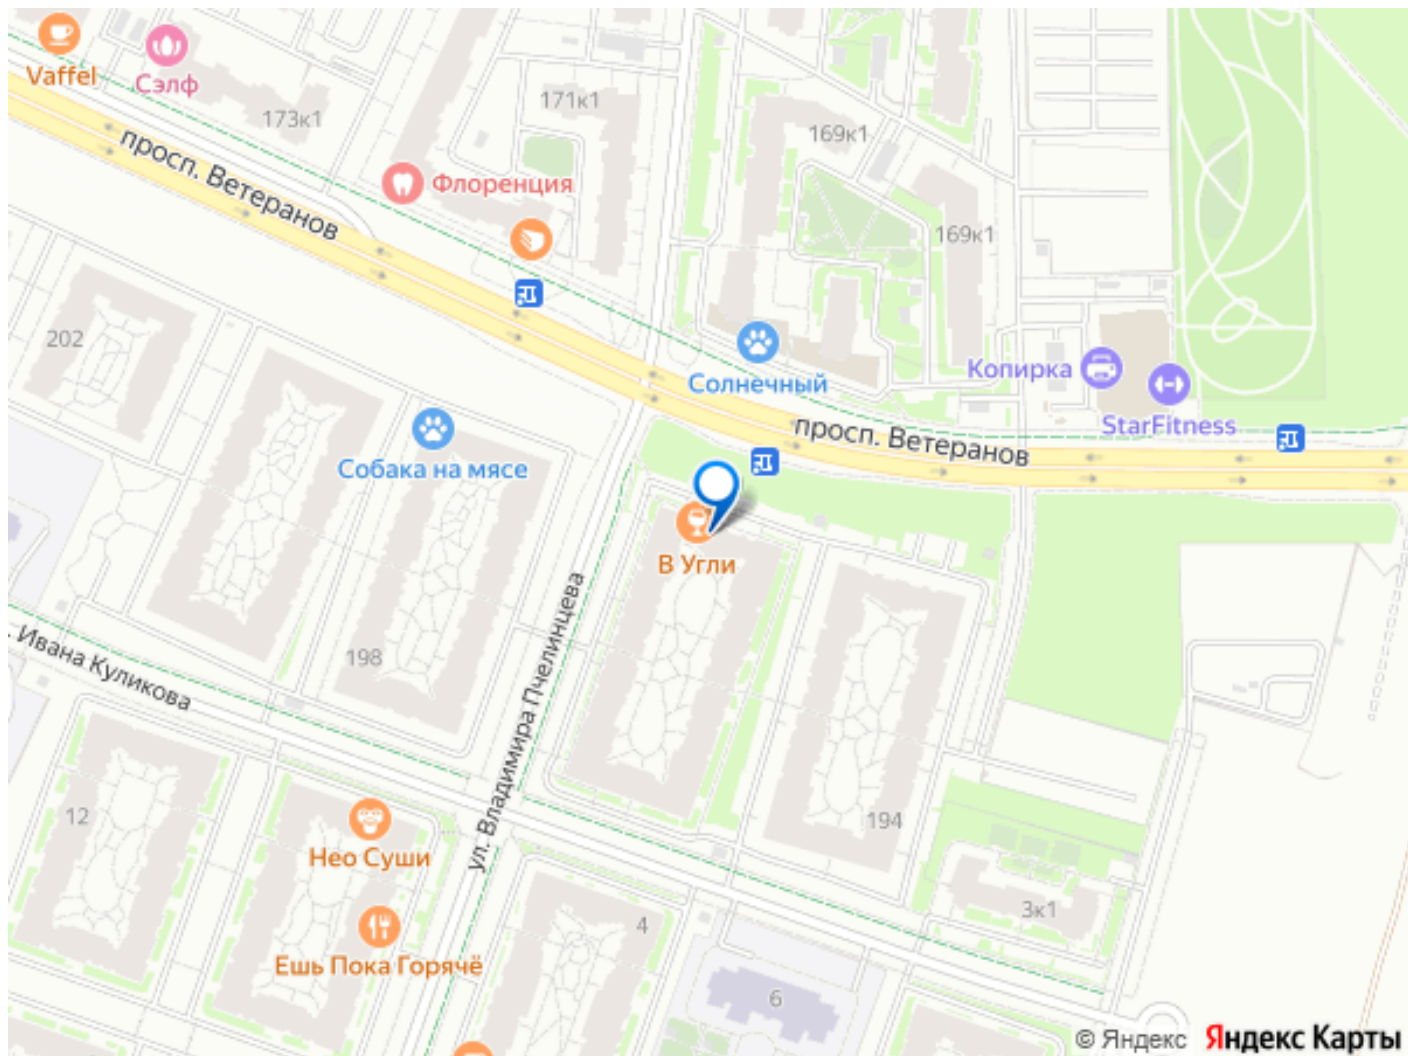 Vaffel
Сэлф
173к1
171к1
169к1
просп. Ветеранов
Флоренция
169к1
202
Солнечный
Копирка
StarFitness
просп. Ветеранов
Собака на мясе
В Угли
ул. Владимира Пчелинцева
. Ивана Куликова
198
194
12
Нео Суши
3к1
4
Ешь Пока Горячё
6
© Яндекс Яндекс Карты